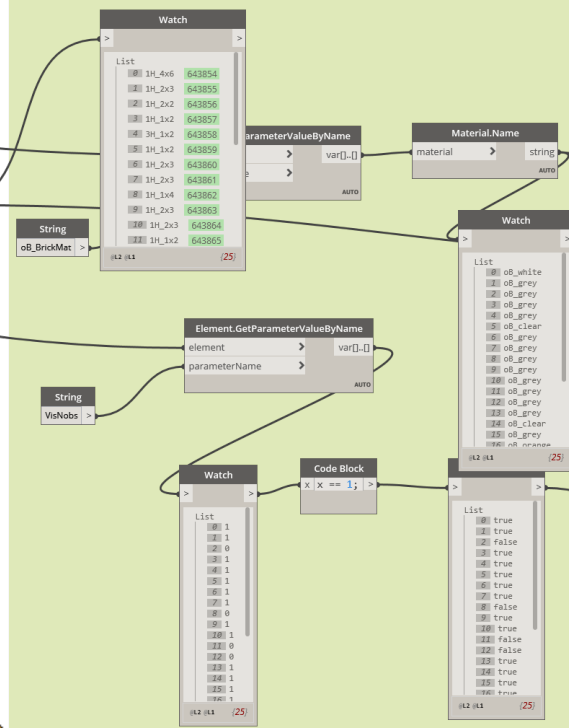 Watch
> >
List
0 1H_4x6 643854
1 1H_2x3 643855
2 1H_2x2 643856
3 1H_1x2 643857
4 3H_1x2 643858
5 1H_1x2 643859
6 1H_2x3 643860
7 1H_2x3 643861
8 1H_1x4 643862
9 1H_2x3 643863
10 1H_2x3 643864
11 1H_1x2 643865
@L2 @L1 {25}
arameterValueByName
> var[]..[]
e >
AUTO
Material.Name
material > string
AUTO
String
oB_BrickMat >
Watch
> >
List
0 oB_white
1 oB_grey
2 oB_grey
3 oB_grey
4 oB_grey
5 oB_clear
6 oB_grey
7 oB_grey
8 oB_grey
9 oB_grey
10 oB_grey
11 oB_grey
12 oB_grey
13 oB_grey
14 oB_clear
15 oB_grey
16 oB_orange
@L2 @L1 {25}
Element.GetParameterValueByName
element > var[]..[]
parameterName >
AUTO
String
VisNobs >
Watch
> >
List
0 1
1 1
2 0
3 1
4 1
5 1
6 1
7 1
8 0
9 1
10 1
11 0
12 0
13 1
14 1
15 1
16 1
@L2 @L1 {25}
Code Block
x x == 1; >
> >
List
0 true
1 true
2 false
3 true
4 true
5 true
6 true
7 true
8 false
9 true
10 true
11 false
12 false
13 true
14 true
15 true
16 true
@L2 @L1 {25}